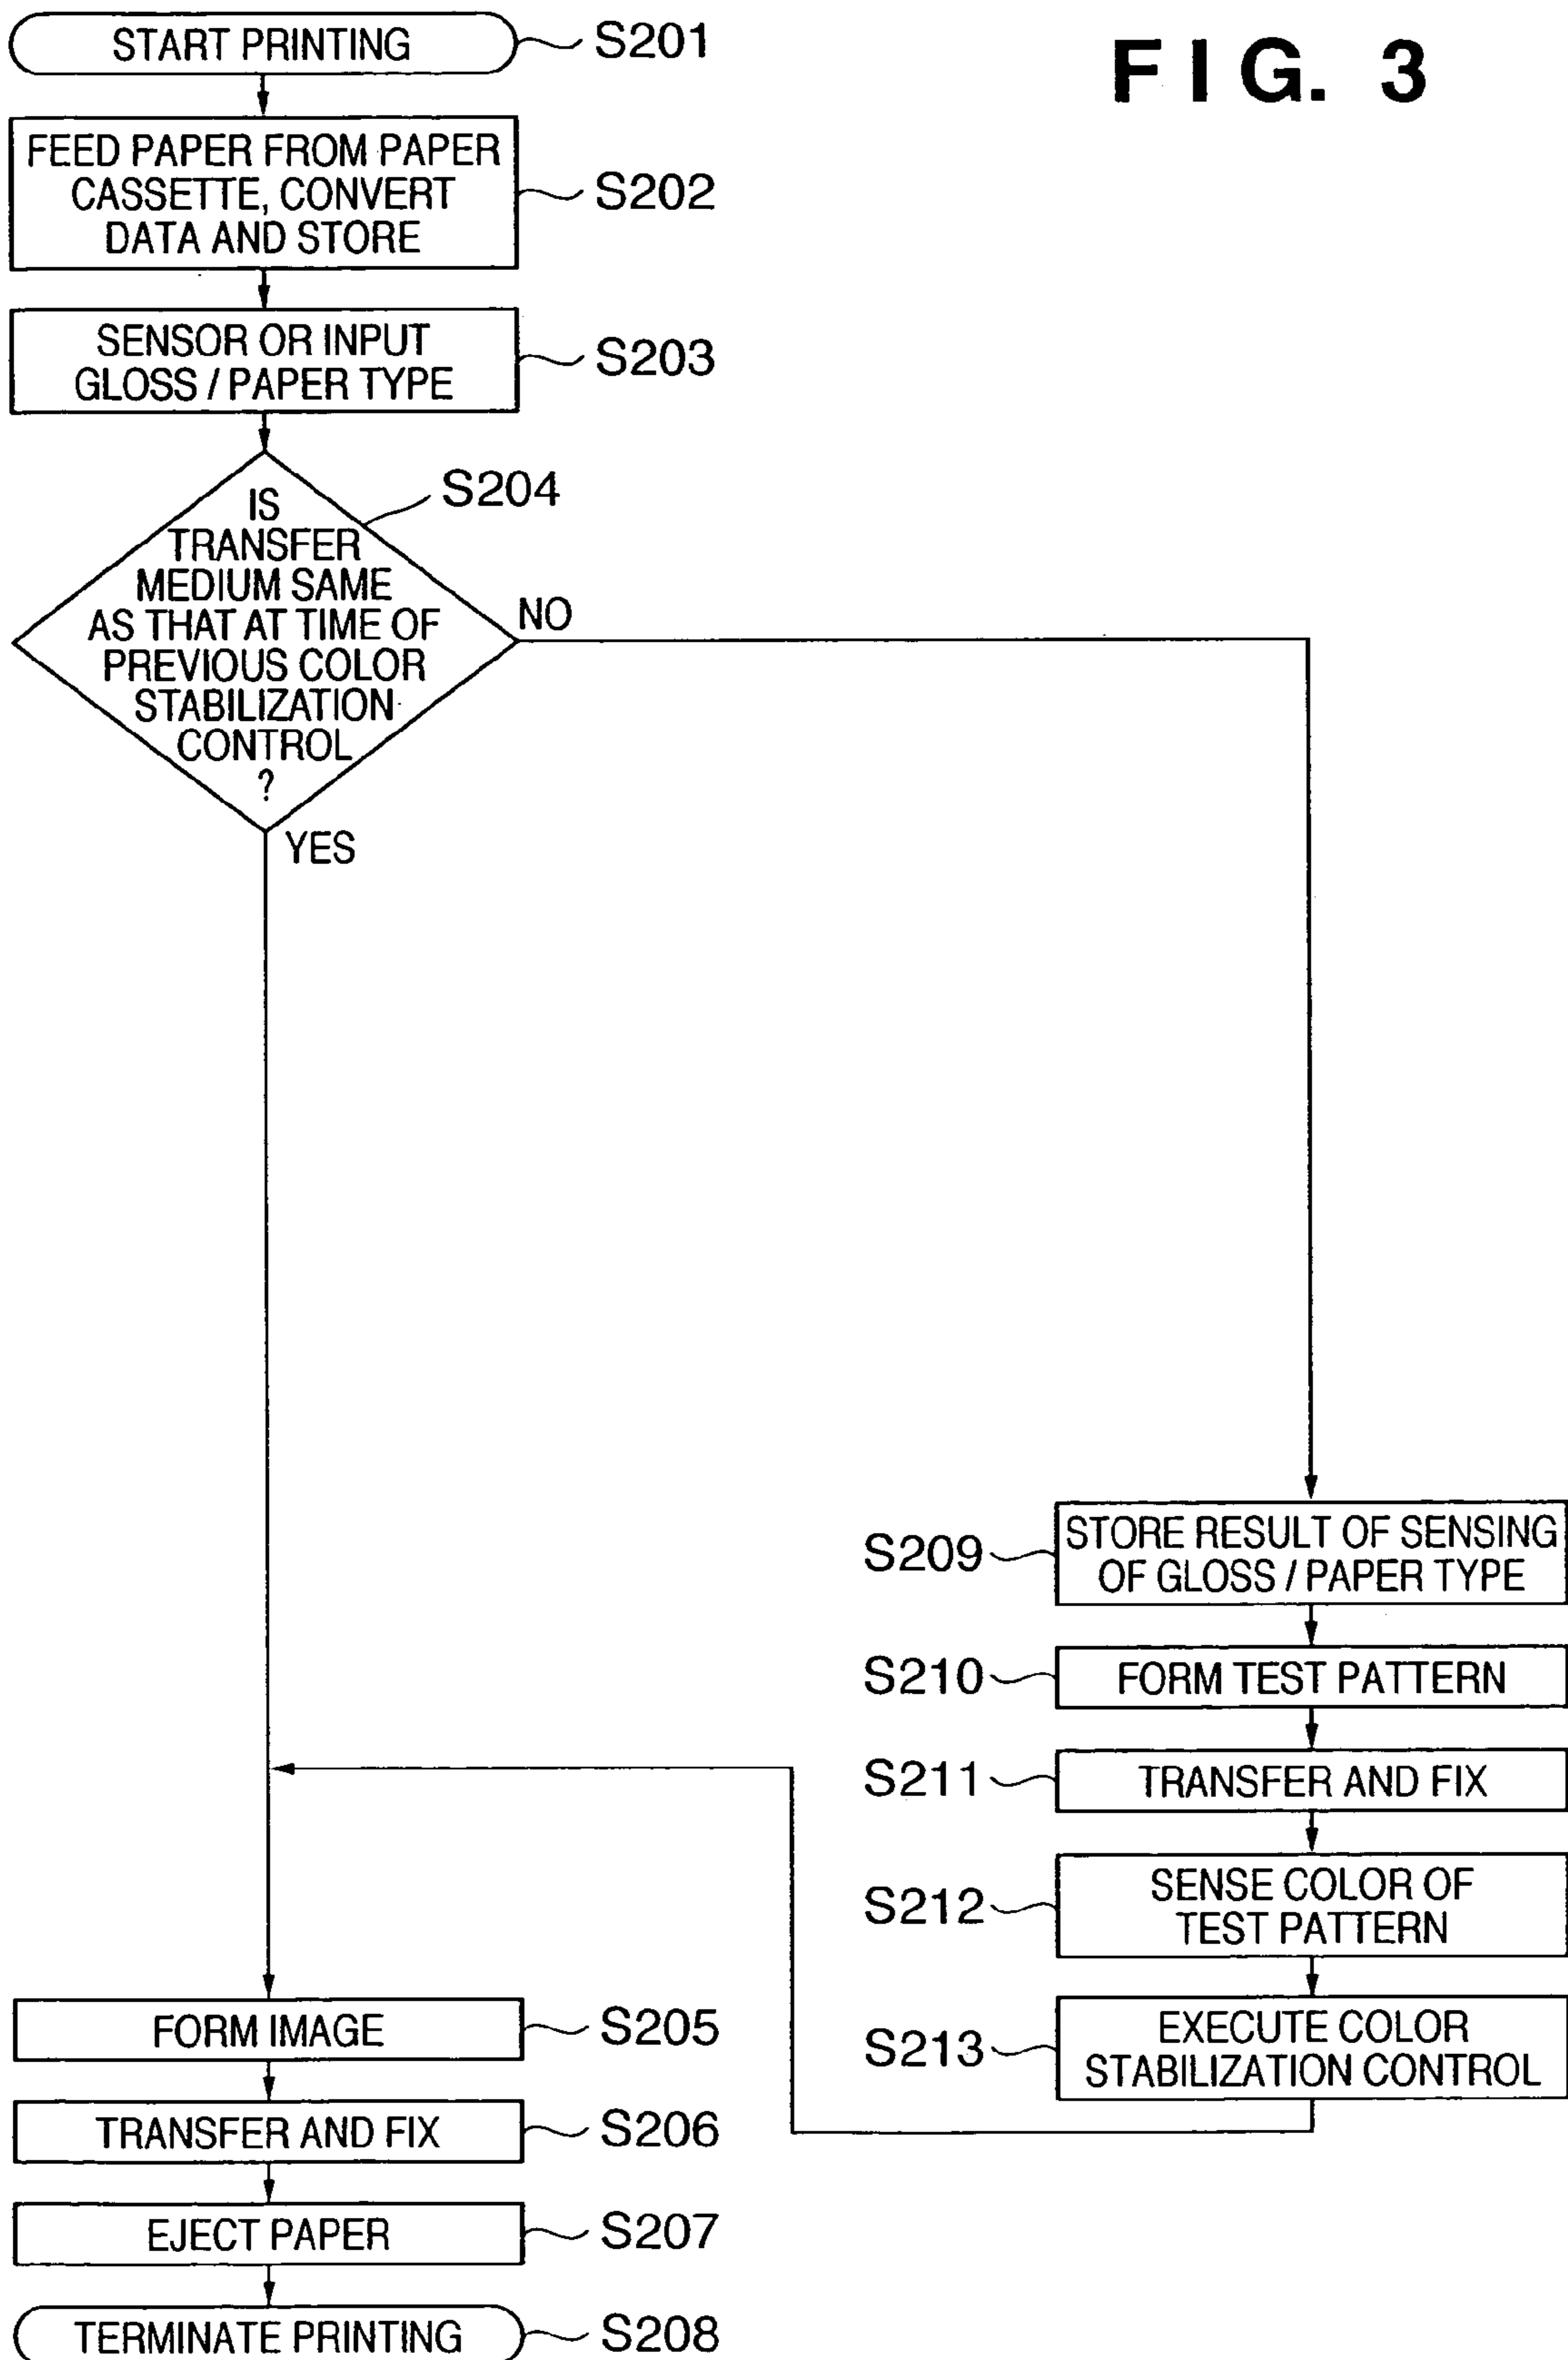 FIG. 3
START PRINTING
S201
FEED PAPER FROM PAPER
CASSETTE, CONVERT
DATA AND STORE
S202
SENSOR OR INPUT
GLOSS / PAPER TYPE
S203
IS
TRANSFER
MEDIUM SAME
AS THAT AT TIME OF
PREVIOUS COLOR
STABILIZATION
CONTROL
?
S204
NO
YES
STORE RESULT OF SENSING
OF GLOSS / PAPER TYPE
S209
FORM TEST PATTERN
S210
TRANSFER AND FIX
S211
SENSE COLOR OF
TEST PATTERN
S212
EXECUTE COLOR
STABILIZATION CONTROL
S213
FORM IMAGE
S205
TRANSFER AND FIX
S206
EJECT PAPER
S207
TERMINATE PRINTING
S208